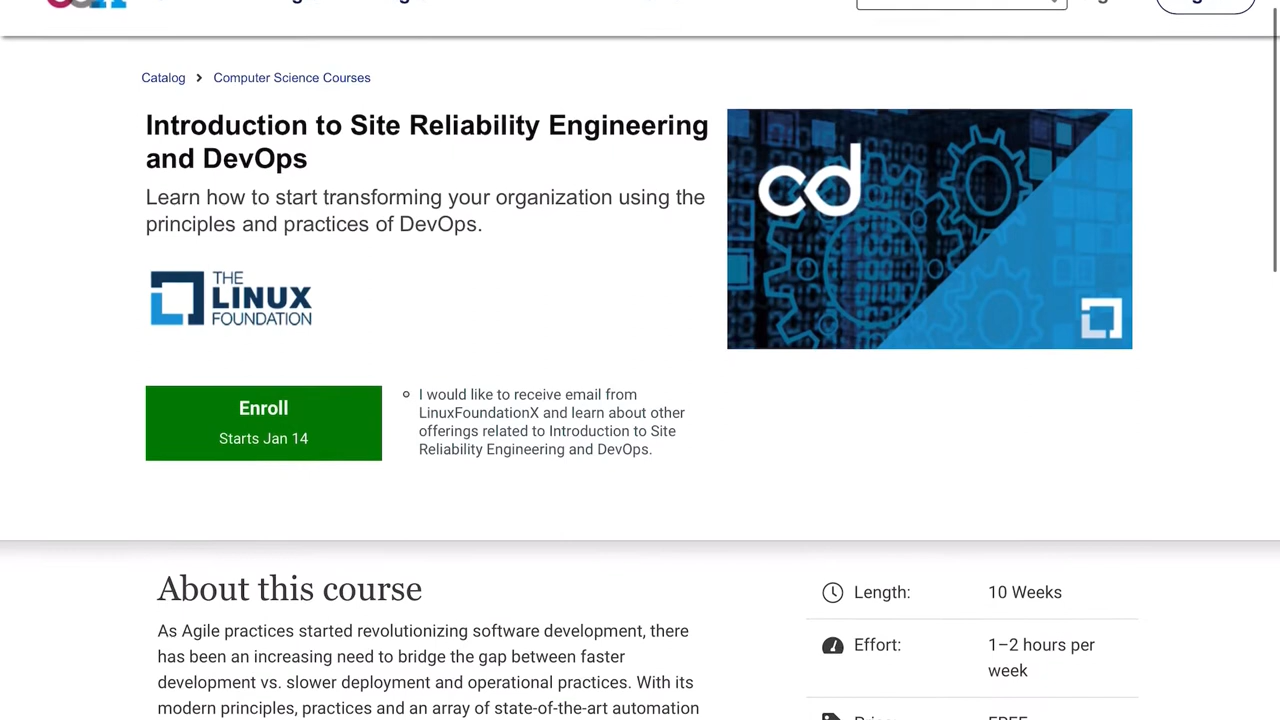 Catalog > Computer Science Courses
Introduction to Site Reliability Engineering
and DevOps
Learn how to start transforming your organization using the
principles and practices of DevOps.
cd
THE
LINUX
FOUNDATION
Enroll
Starts Jan 14
I would like to receive email from
LinuxFoundationX and learn about other
offerings related to Introduction to Site
Reliability Engineering and DevOps.
About this course
As Agile practices started revolutionizing software development, there
has been an increasing need to bridge the gap between faster
development vs. slower deployment and operational practices. With its
modern principles, practices and an array of state-of-the-art automation
Length: 10 Weeks
Effort: 1–2 hours per
week